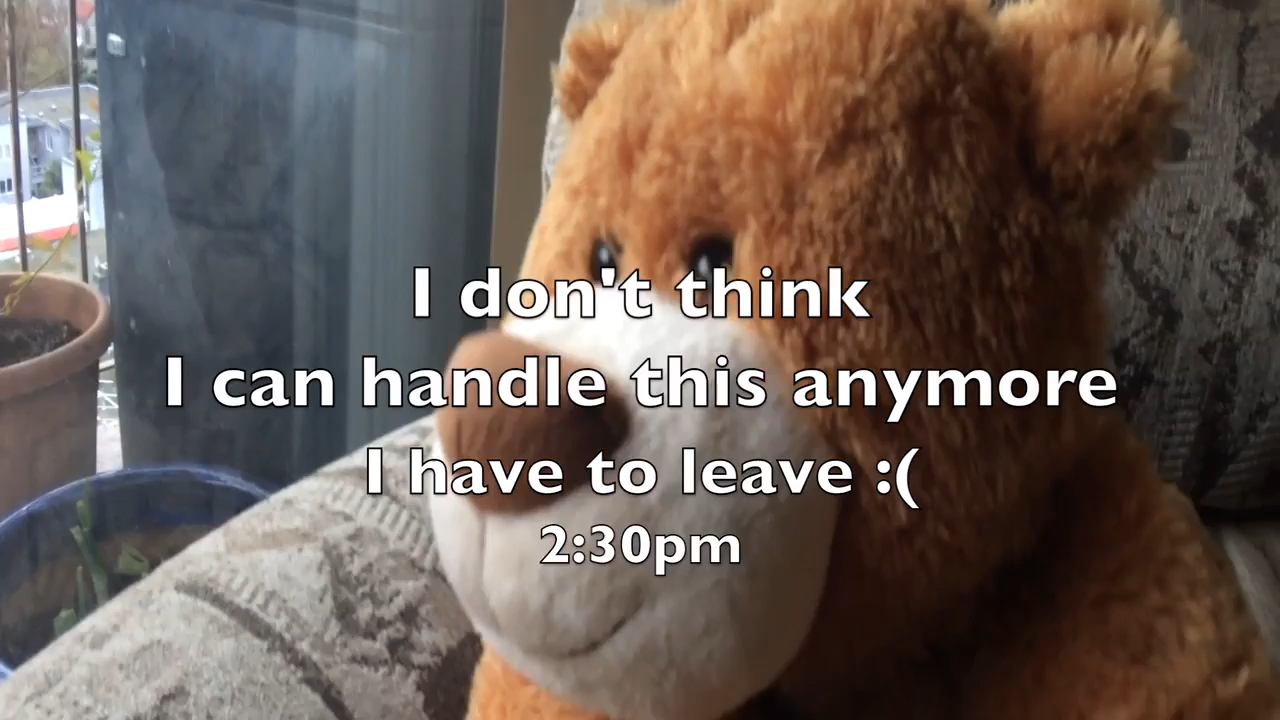 I don't think
I can handle this anymore
I have to leave :(
2:30pm